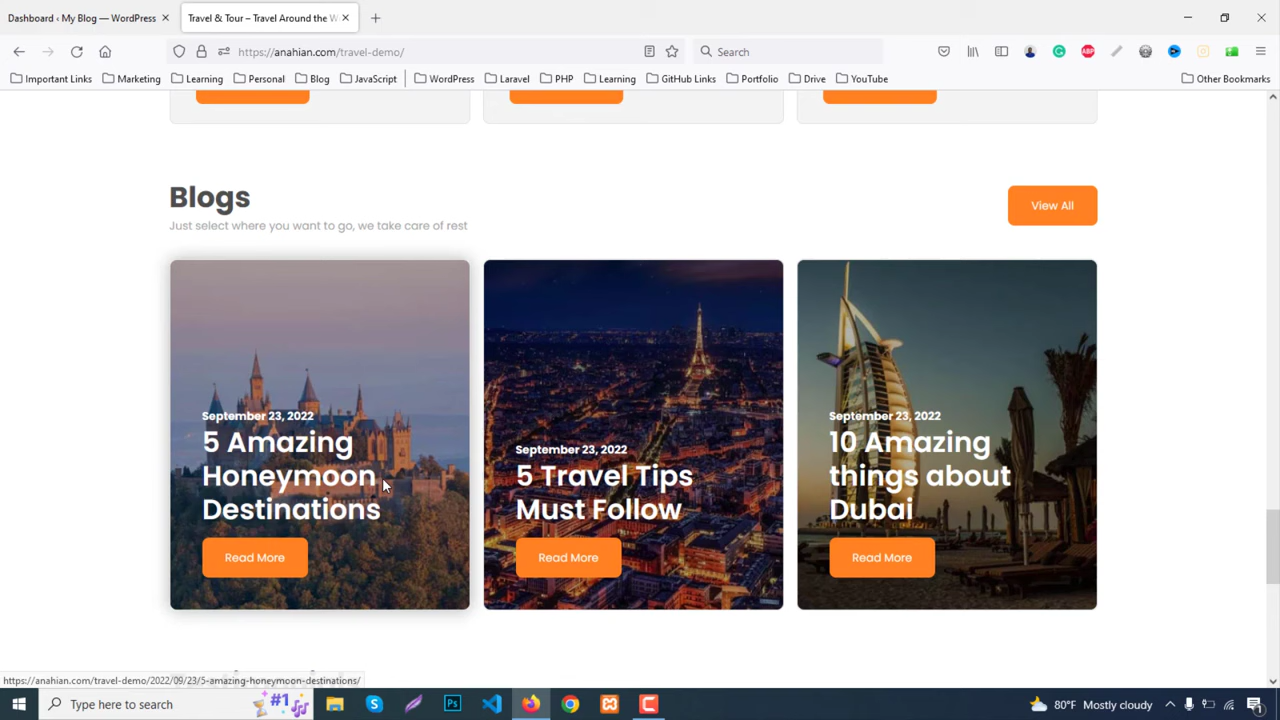 Dashboard ‹ My Blog — WordPress
Travel & Tour – Travel Around the W
https://anahian.com/travel-demo/
Search
ABP
Important Links
Marketing
Learning
Personal
Blog
JavaScript
WordPress
Laravel
PHP
Learning
GitHub Links
Portfolio
Drive
YouTube
Other Bookmarks
Blogs
Just select where you want to go, we take care of rest
View All
September 23, 2022
5 Amazing
Honeymoon
Destinations
Read More
September 23, 2022
5 Travel Tips
Must Follow
Read More
September 23, 2022
10 Amazing
things about
Dubai
Read More
https://anahian.com/travel-demo/2022/09/23/5-amazing-honeymoon-destinations/
Type here to search
#1
Ps
80°F Mostly cloudy
1